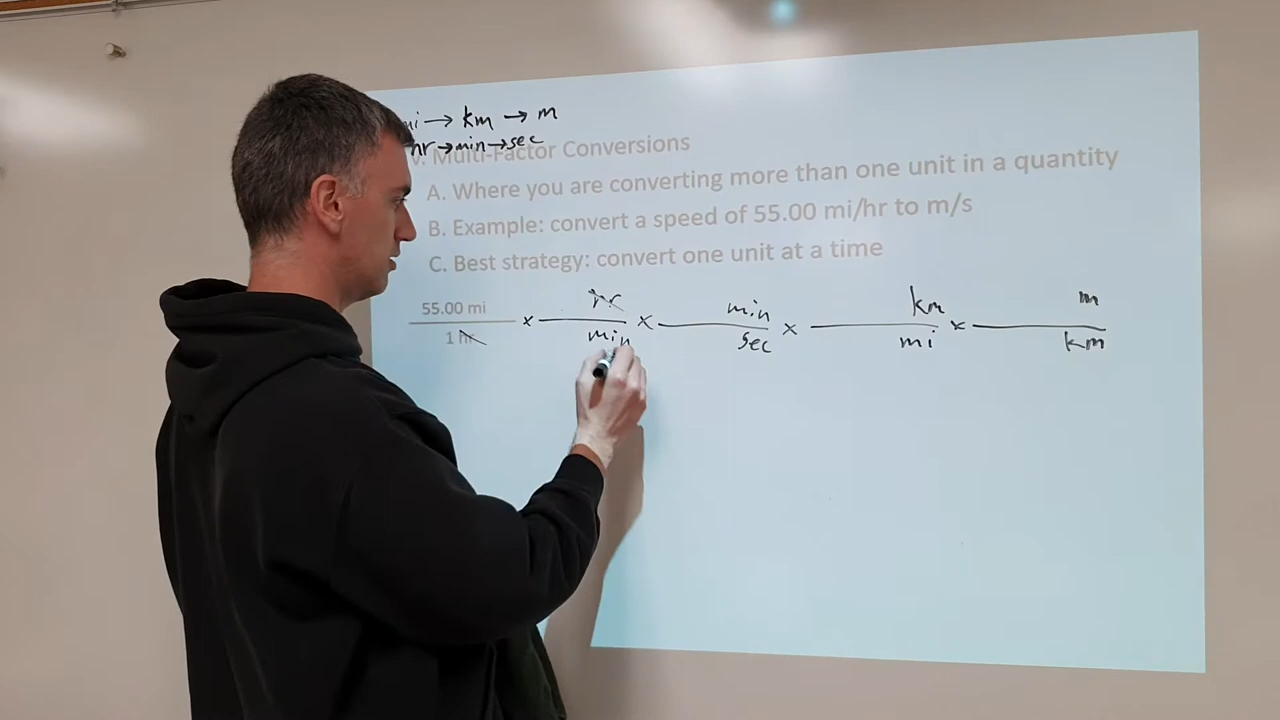 mi → km → m
hr → min → sec
Multi-Factor Conversions
A. Where you are converting more than one unit in a quantity
B. Example: convert a speed of 55.00 mi/hr to m/s
C. Best strategy: convert one unit at a time
55.00 mi × hr × min × km × m
1 hr min sec mi km